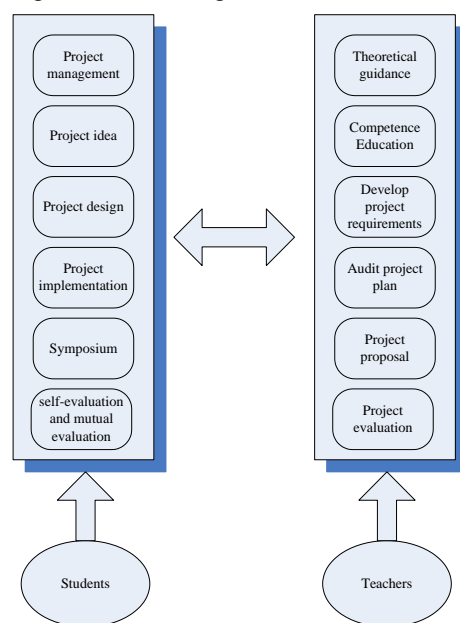 Project
management
Project idea
Project design
Project
implementation
Symposium
self-evaluation
and mutual
evaluation
Students
Theoretical
guidance
Competence
Education
Develop
project
requirements
Audit project
plan
Project
proposal
Project
evaluation
Teachers